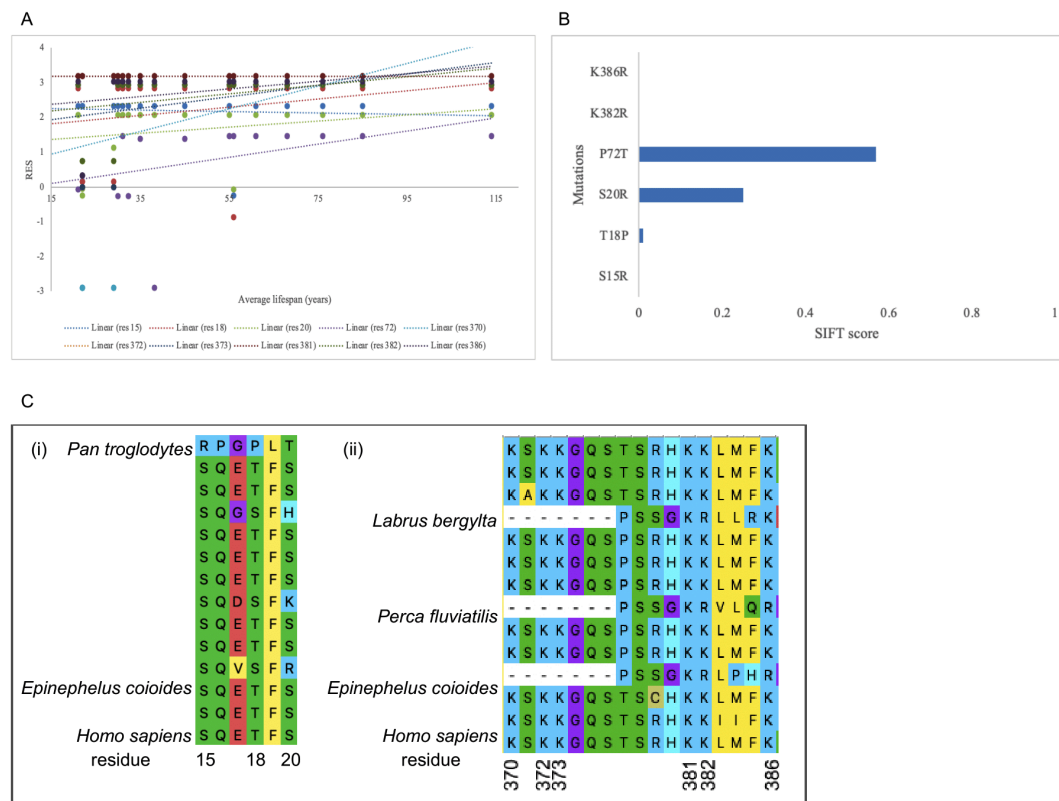 A
4
3
2
1
0
-1
-2
-3
RES
15 35 55 75 95 115
Average lifespan (years)
Linear (res 15) Linear (res 18) Linear (res 20) Linear (res 72) Linear (res 370)
Linear (res 372) Linear (res 373) Linear (res 381) Linear (res 382) Linear (res 386)
B
Mutations
K386R
K382R
P72T
S20R
T18P
S15R
0 0.2 0.4 0.6 0.8 1
SIFT score
C
(i)
Pan troglodytes R P G P L T
S Q E T F S
S Q E T F S
S Q G S F H
S Q E T F S
S Q E T F S
S Q E T F S
S Q D S F K
S Q E T F S
S Q E T F S
S Q V S F R
Epinephelus coioides S Q E T F S
S Q E T F S
Homo sapiens S Q E T F S
residue 15 18 20
(ii)
K S K K G Q S T S R H K K L M F K
K S K K G Q S T S R H K K L M F K
K A K K G Q S T S R H K K L M F K
Labrus bergylta - - - - - - - P S S G K R L L R K
K S K K G Q S P S R H K K L M F K
K S K K G Q S P S R H K K L M F K
K S K K G Q S P S R H K K L M F K
Perca fluviatilis - - - - - - - P S S G K R V L Q R
K S K K G Q S P S R H K K L M F K
K S K K G Q S P S R H K K L M F K
Epinephelus coioides - - - - - - - P S S G K R L P H R
K S K K G Q S T S C H K K L M F K
K S K K G Q S T S R H K K I I F K
Homo sapiens K S K K G Q S T S R H K K L M F K
residue 370 372 373 381 382 386